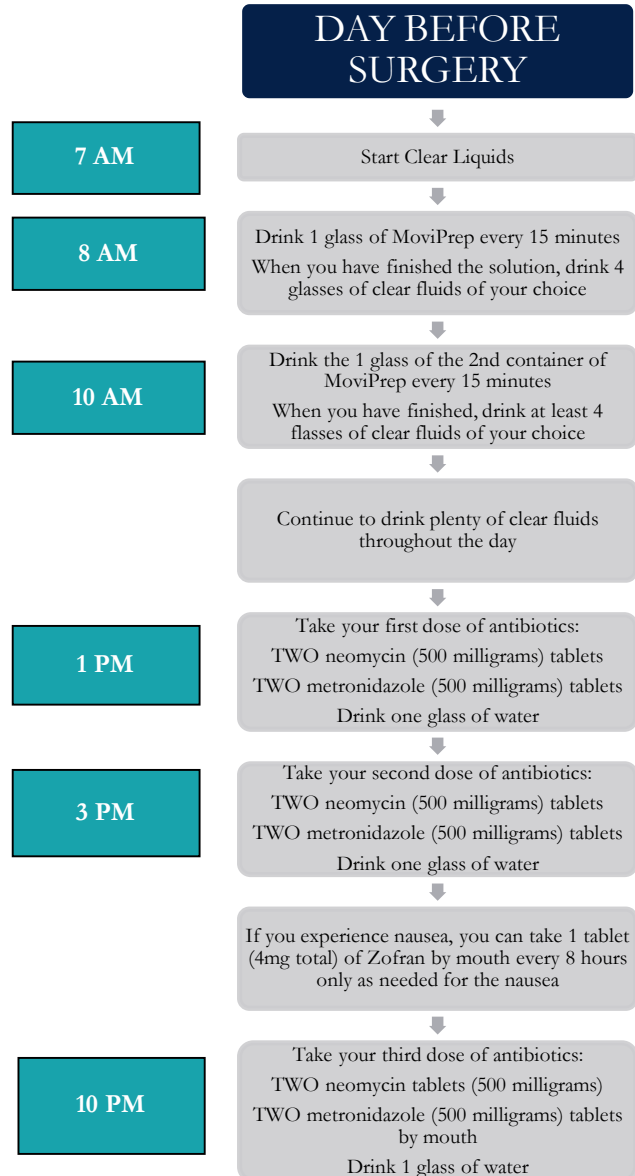 DAY BEFORE
SURGERY
7 AM
Start Clear Liquids
8 AM
Drink 1 glass of MoviPrep every 15 minutes
When you have finished the solution, drink 4
glasses of clear fluids of your choice
10 AM
Drink the 1 glass of the 2nd container of
MoviPrep every 15 minutes
When you have finished, drink at least 4
flasses of clear fluids of your choice
Continue to drink plenty of clear fluids
throughout the day
1 PM
Take your first dose of antibiotics:
TWO neomycin (500 milligrams) tablets
TWO metronidazole (500 milligrams) tablets
Drink one glass of water
3 PM
Take your second dose of antibiotics:
TWO neomycin (500 milligrams) tablets
TWO metronidazole (500 milligrams) tablets
Drink one glass of water
If you experience nausea, you can take 1 tablet
(4mg total) of Zofran by mouth every 8 hours
only as needed for the nausea
10 PM
Take your third dose of antibiotics:
TWO neomycin tablets (500 milligrams)
TWO metronidazole (500 milligrams) tablets
by mouth
Drink 1 glass of water